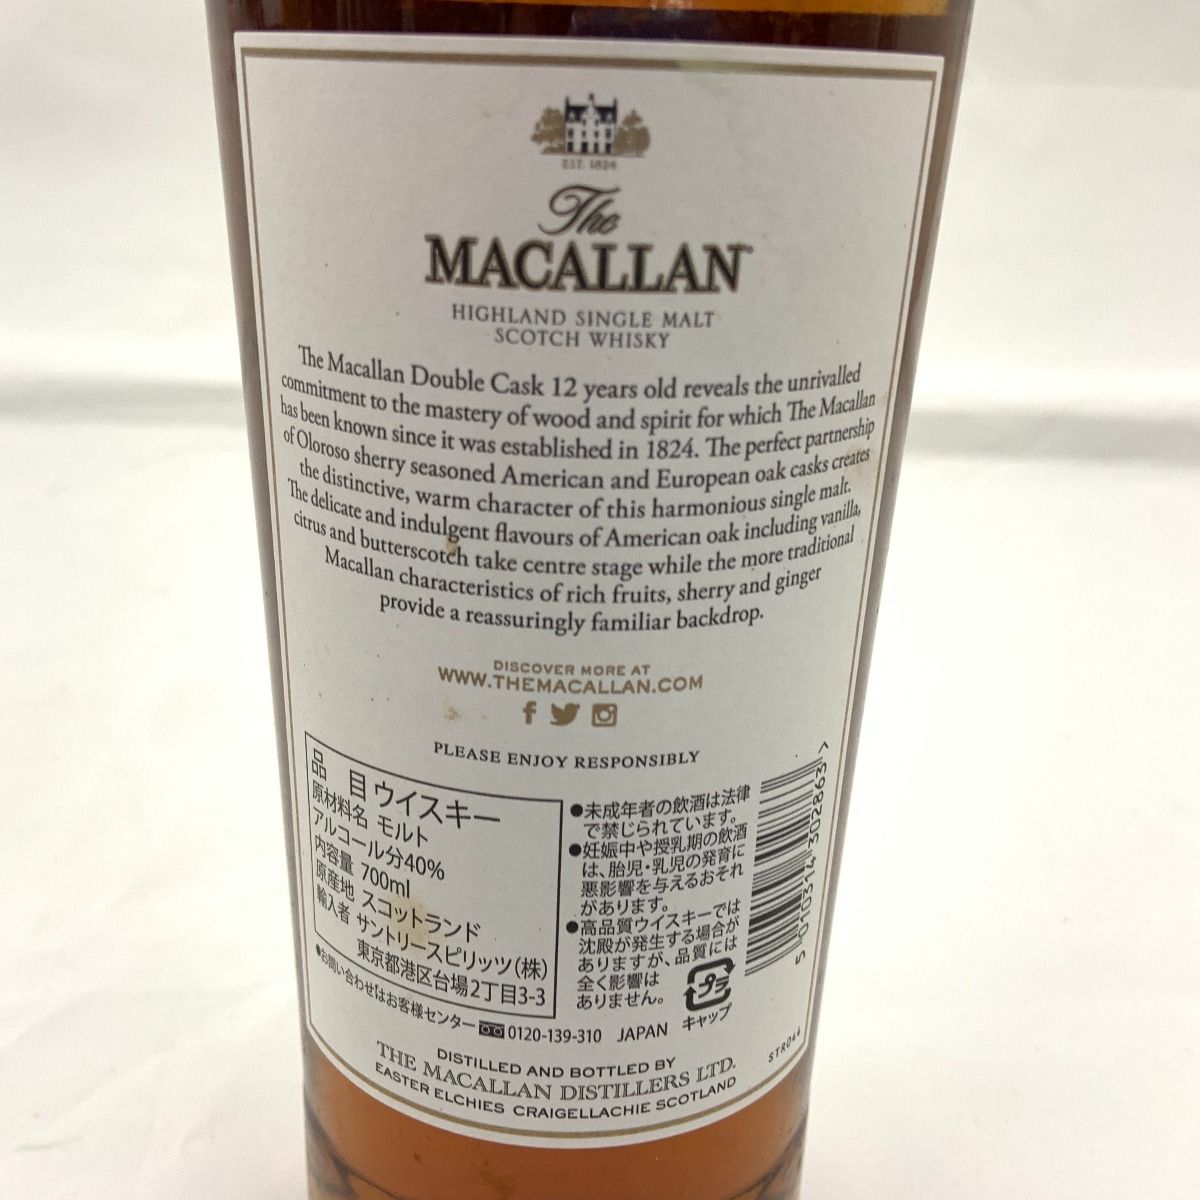 EST. 1824
The
MACALLAN
HIGHLAND SINGLE MALT
SCOTCH WHISKY
The Macallan Double Cask 12 years old reveals the unrivalled
commitment to the mastery of wood and spirit for which The Macallan
has been known since it was established in 1824. The perfect partnership
of Oloroso sherry seasoned American and European oak casks creates
the distinctive, warm character of this harmonious single malt.
The delicate and indulgent flavours of American oak including vanilla,
citrus and butterscotch take centre stage while the more traditional
Macallan characteristics of rich fruits, sherry and ginger
provide a reassuringly familiar backdrop.
DISCOVER MORE AT
WWW.THEMACALLAN.COM
PLEASE ENJOY RESPONSIBLY
品 目 ウイスキー
原材料名 モルト
アルコール分40%
内容量 700ml
原産地 スコットランド
輸入者 サントリースピリッツ(株)
東京都港区台場2丁目3-3
●お問い合わせはお客様センター 0120-139-310 JAPAN
●未成年者の飲酒は法律
で禁じられています。
●妊娠中や授乳期の飲酒
は、胎児・乳児の発育に
悪影響を与えるおそれ
があります。
●高品質ウイスキーでは
沈殿が発生する場合が
ありますが、品質には
全く影響は
ありません。
プラ
キャップ
5 010314 302863 >
STR044
DISTILLED AND BOTTLED BY
THE MACALLAN DISTILLERS LTD.
EASTER ELCHIES CRAIGELLACHIE SCOTLAND